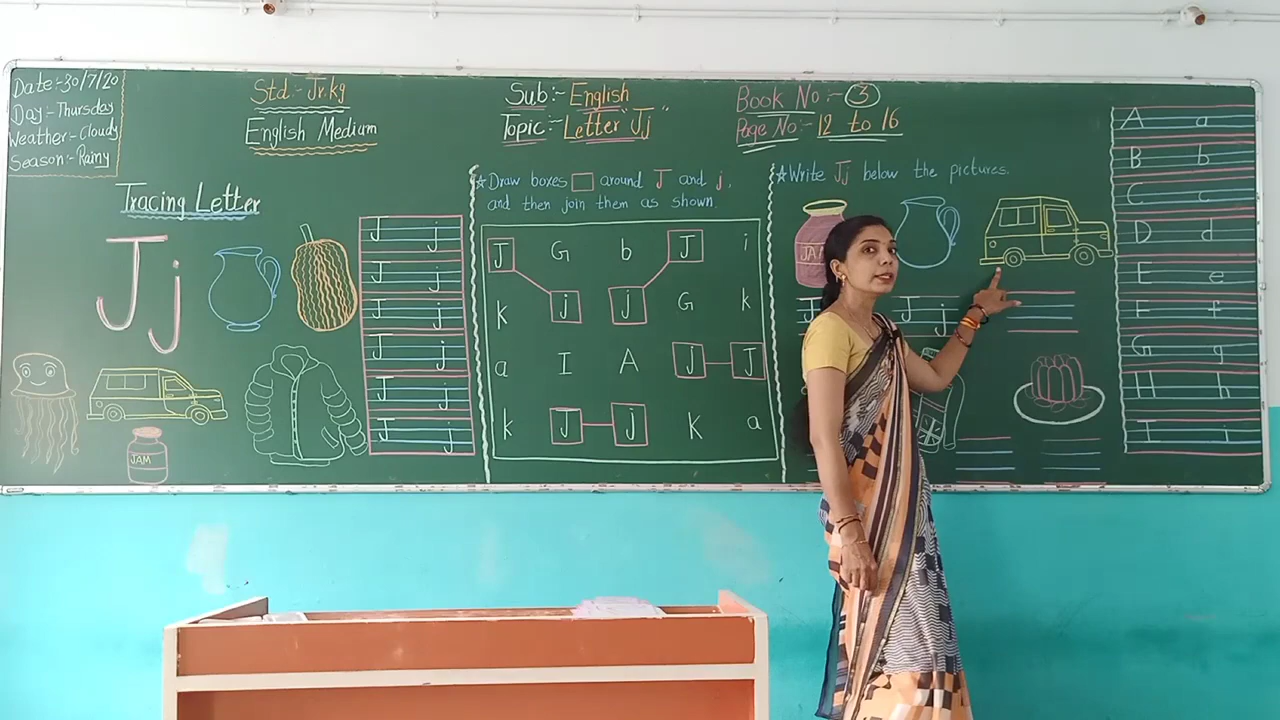 Date:-30/7/20
Day:-Thursday
Weather-Cloudy
Season:-Rainy
Std.:-Jr.kg
English Medium
Sub:- English
Topic:- Letter "Jj"
Book No:- 3
Page No:- 12 to 16
Tracing Letter
J j
JAM
J j
J j
J j
J j
J j
J j
★Draw boxes around J and j,
and then join them as shown.
J G b J i
k j j G k
a I A j J
k J j K a
★Write Jj below the pictures.
JAM
J J j
A a
B b
C c
D d
E e
F f
G g
H h
I i